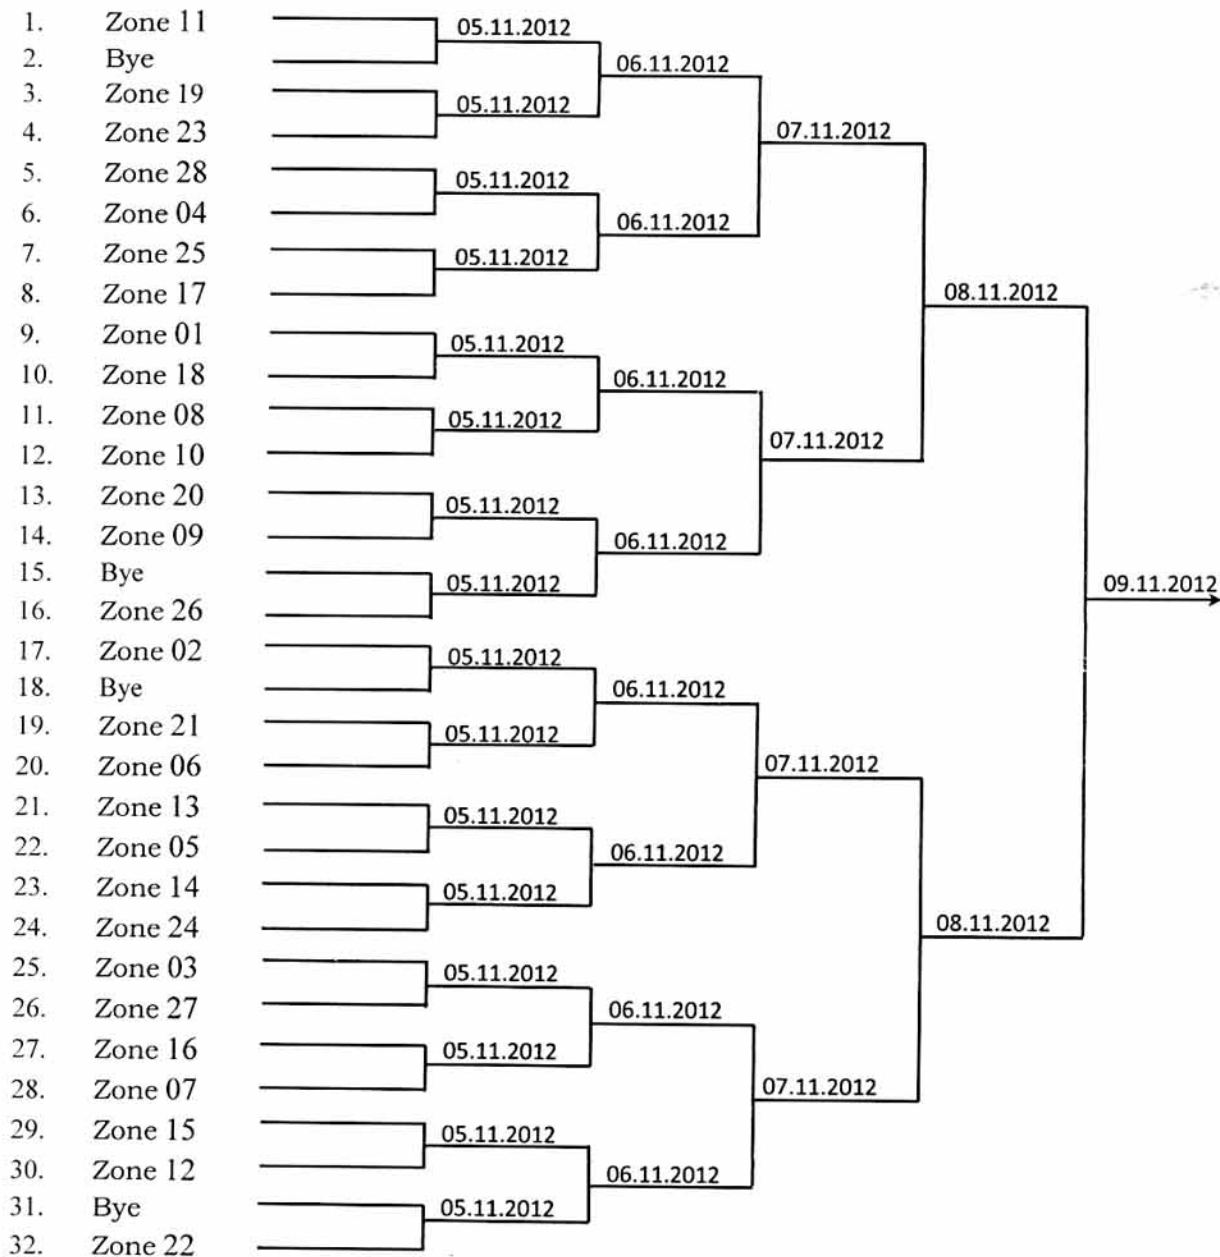 1. Zone 11
05.11.2012
2. Bye
06.11.2012
3. Zone 19
05.11.2012
4. Zone 23
07.11.2012
5. Zone 28
05.11.2012
6. Zone 04
06.11.2012
7. Zone 25
05.11.2012
8. Zone 17
08.11.2012
9. Zone 01
05.11.2012
10. Zone 18
06.11.2012
11. Zone 08
05.11.2012
12. Zone 10
07.11.2012
13. Zone 20
05.11.2012
14. Zone 09
06.11.2012
15. Bye
05.11.2012
09.11.2012
16. Zone 26
17. Zone 02
05.11.2012
18. Bye
06.11.2012
19. Zone 21
05.11.2012
20. Zone 06
07.11.2012
21. Zone 13
05.11.2012
22. Zone 05
06.11.2012
23. Zone 14
05.11.2012
24. Zone 24
08.11.2012
25. Zone 03
05.11.2012
26. Zone 27
06.11.2012
27. Zone 16
05.11.2012
28. Zone 07
07.11.2012
29. Zone 15
05.11.2012
30. Zone 12
06.11.2012
31. Bye
05.11.2012
32. Zone 22